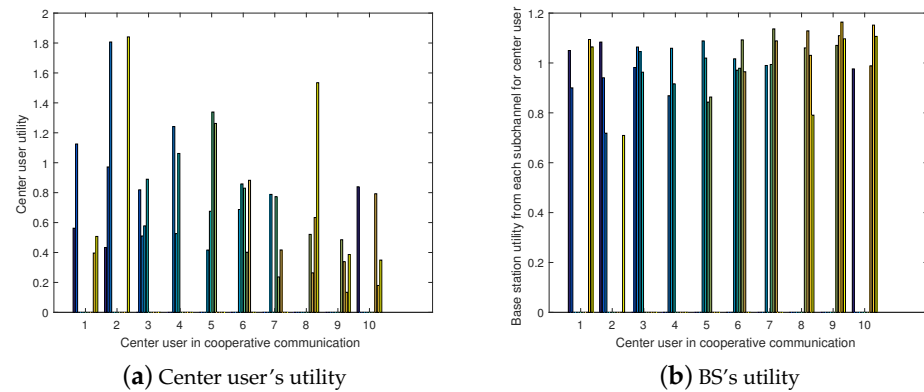 2
1.8
1.6
1.4
1.2
1
0.8
0.6
0.4
0.2
0
Center user utility
1 2 3 4 5 6 7 8 9 10
Center user in cooperative communication
(a) Center user's utility
1.2
1
0.8
0.6
0.4
0.2
0
Base station utility from each subchannel for center user
1 2 3 4 5 6 7 8 9 10
Center user in cooperative communication
(b) BS's utility